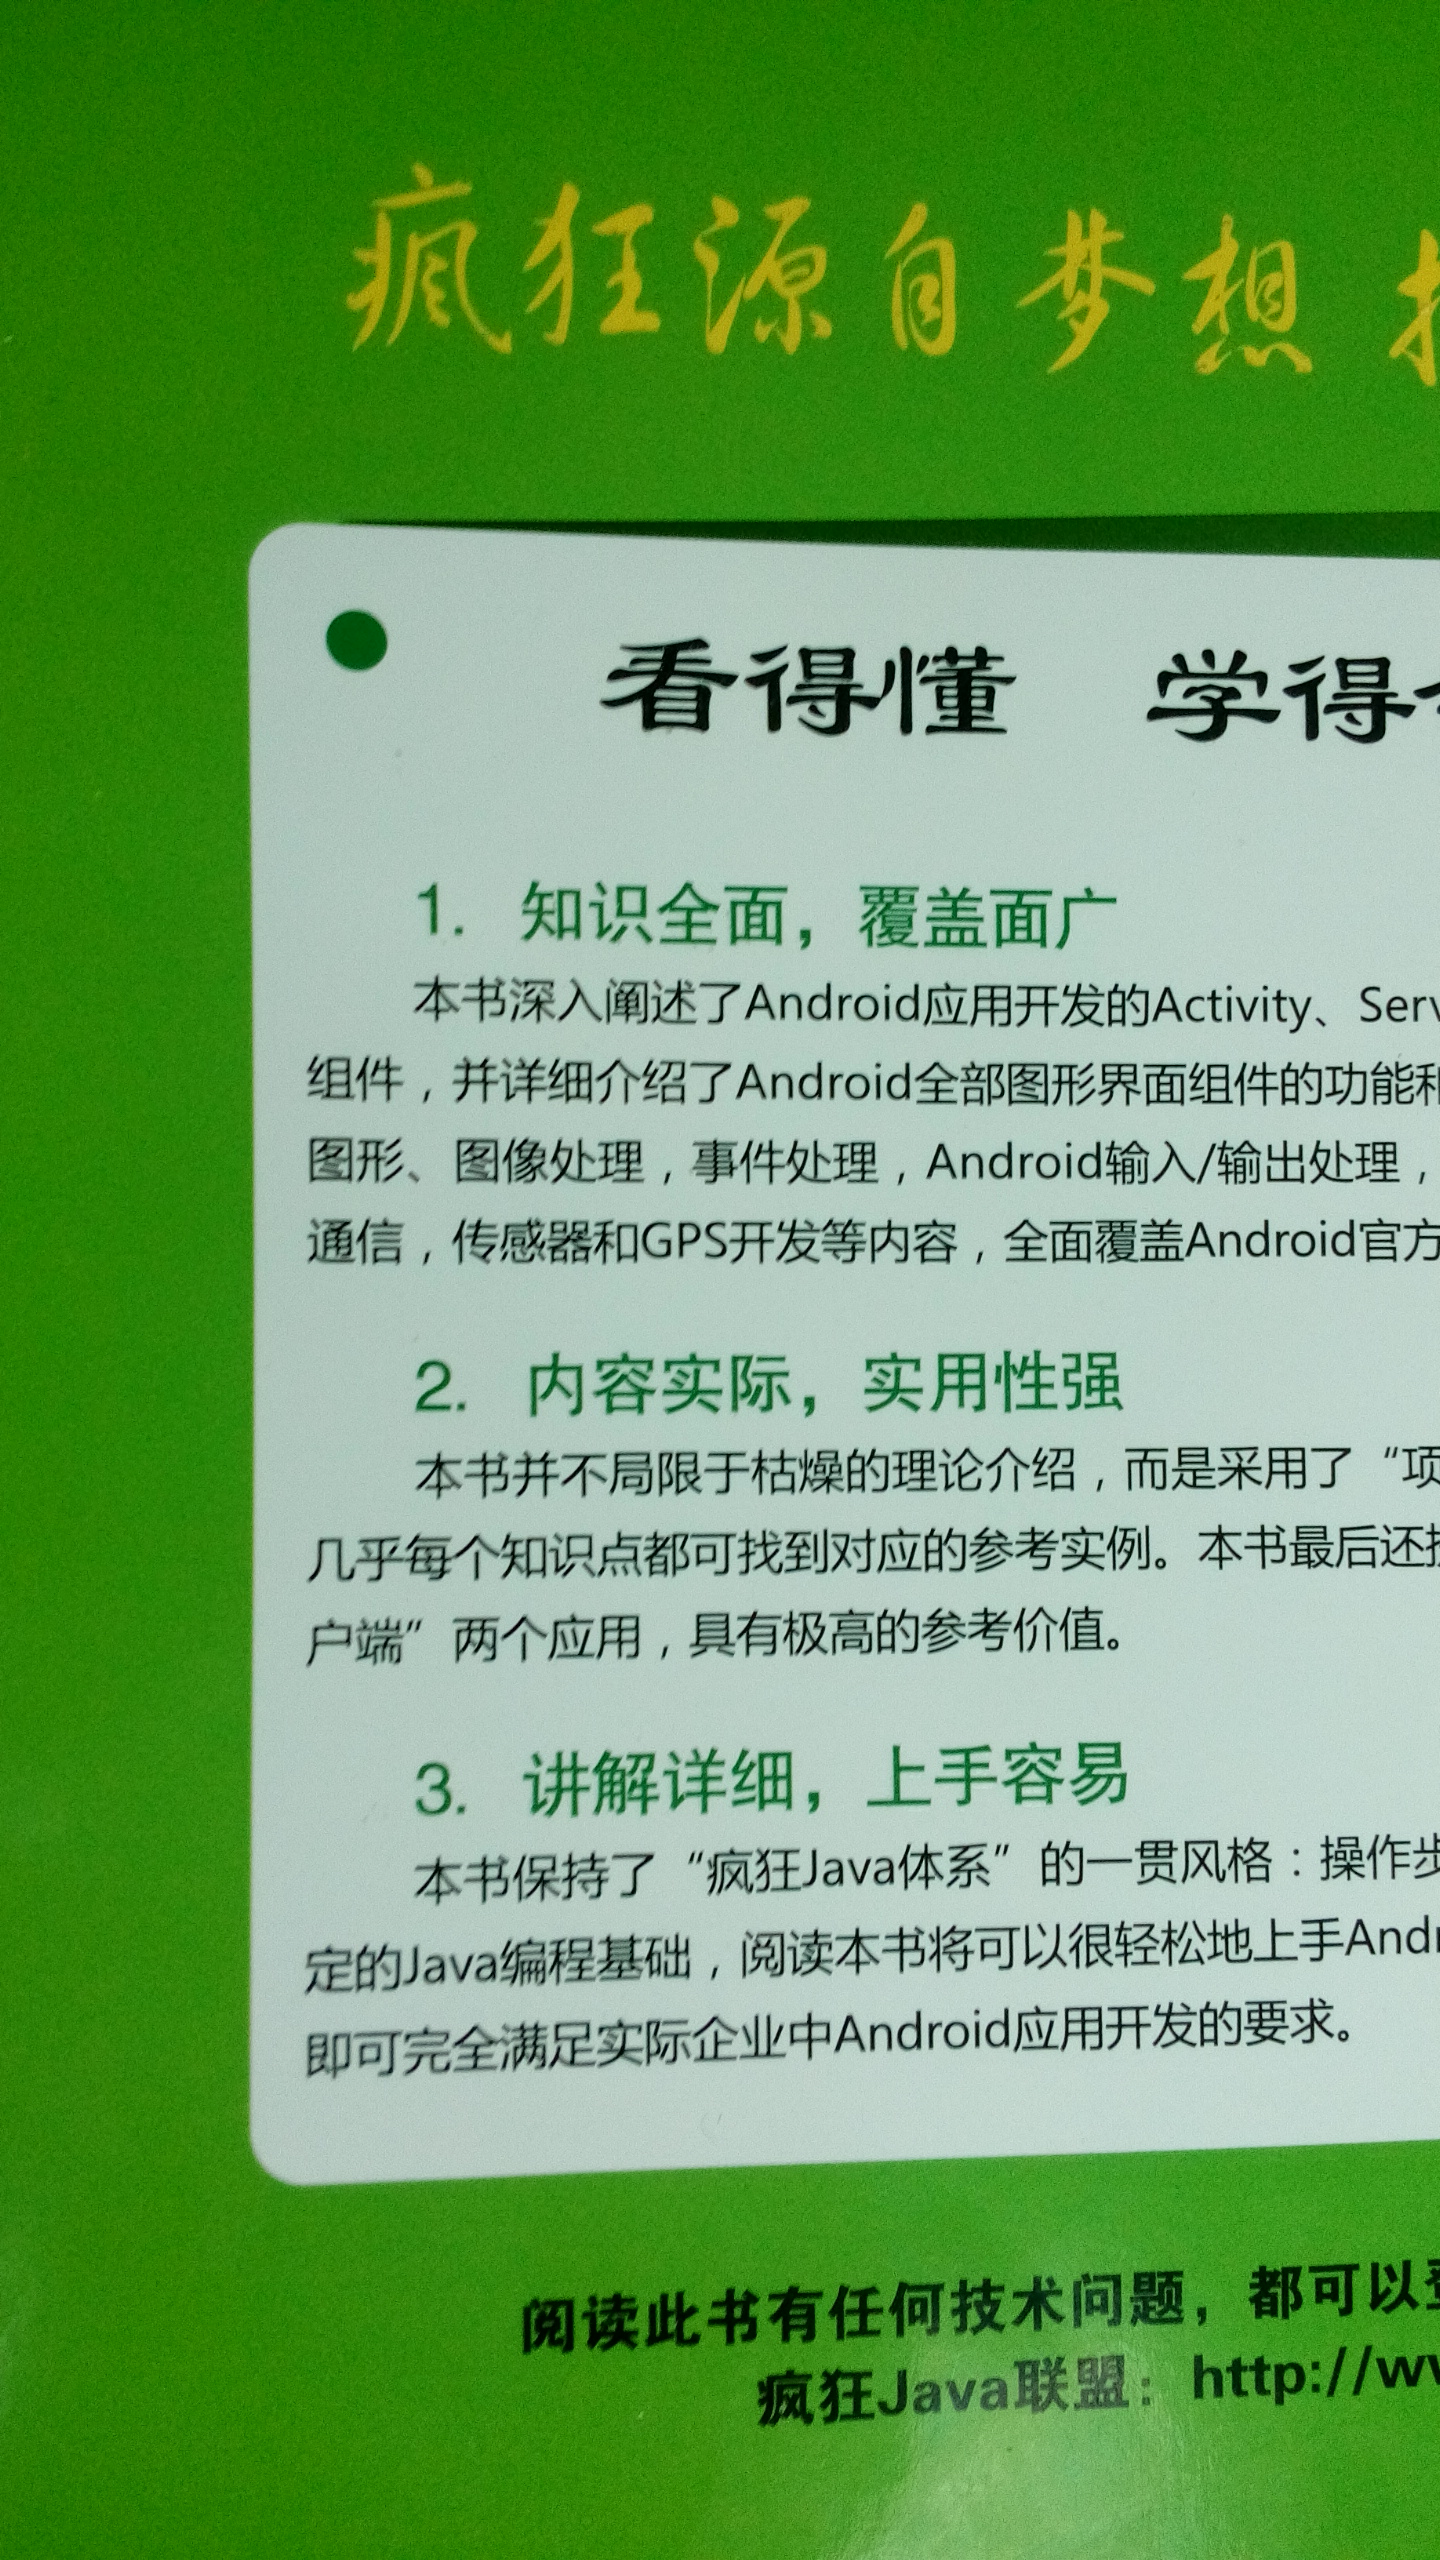 疯狂源自梦想
看得懂 学得
1. 知识全面，覆盖面广
本书深入阐述了Android应用开发的Activity、Serv
组件，并详细介绍了Android全部图形界面组件的功能和
图形、图像处理，事件处理，Android输入/输出处理，
通信，传感器和GPS开发等内容，全面覆盖Android官方
2. 内容实际，实用性强
本书并不局限于枯燥的理论介绍，而是采用了“项
几乎每个知识点都可找到对应的参考实例。本书最后还
户端”两个应用，具有极高的参考价值。
3. 讲解详细，上手容易
本书保持了“疯狂Java体系”的一贯风格：操作步
定的Java编程基础，阅读本书将可以很轻松地上手Andr
即可完全满足实际企业中Android应用开发的要求。
阅读此书有任何技术问题，都可以登
疯狂Java联盟：http://ww